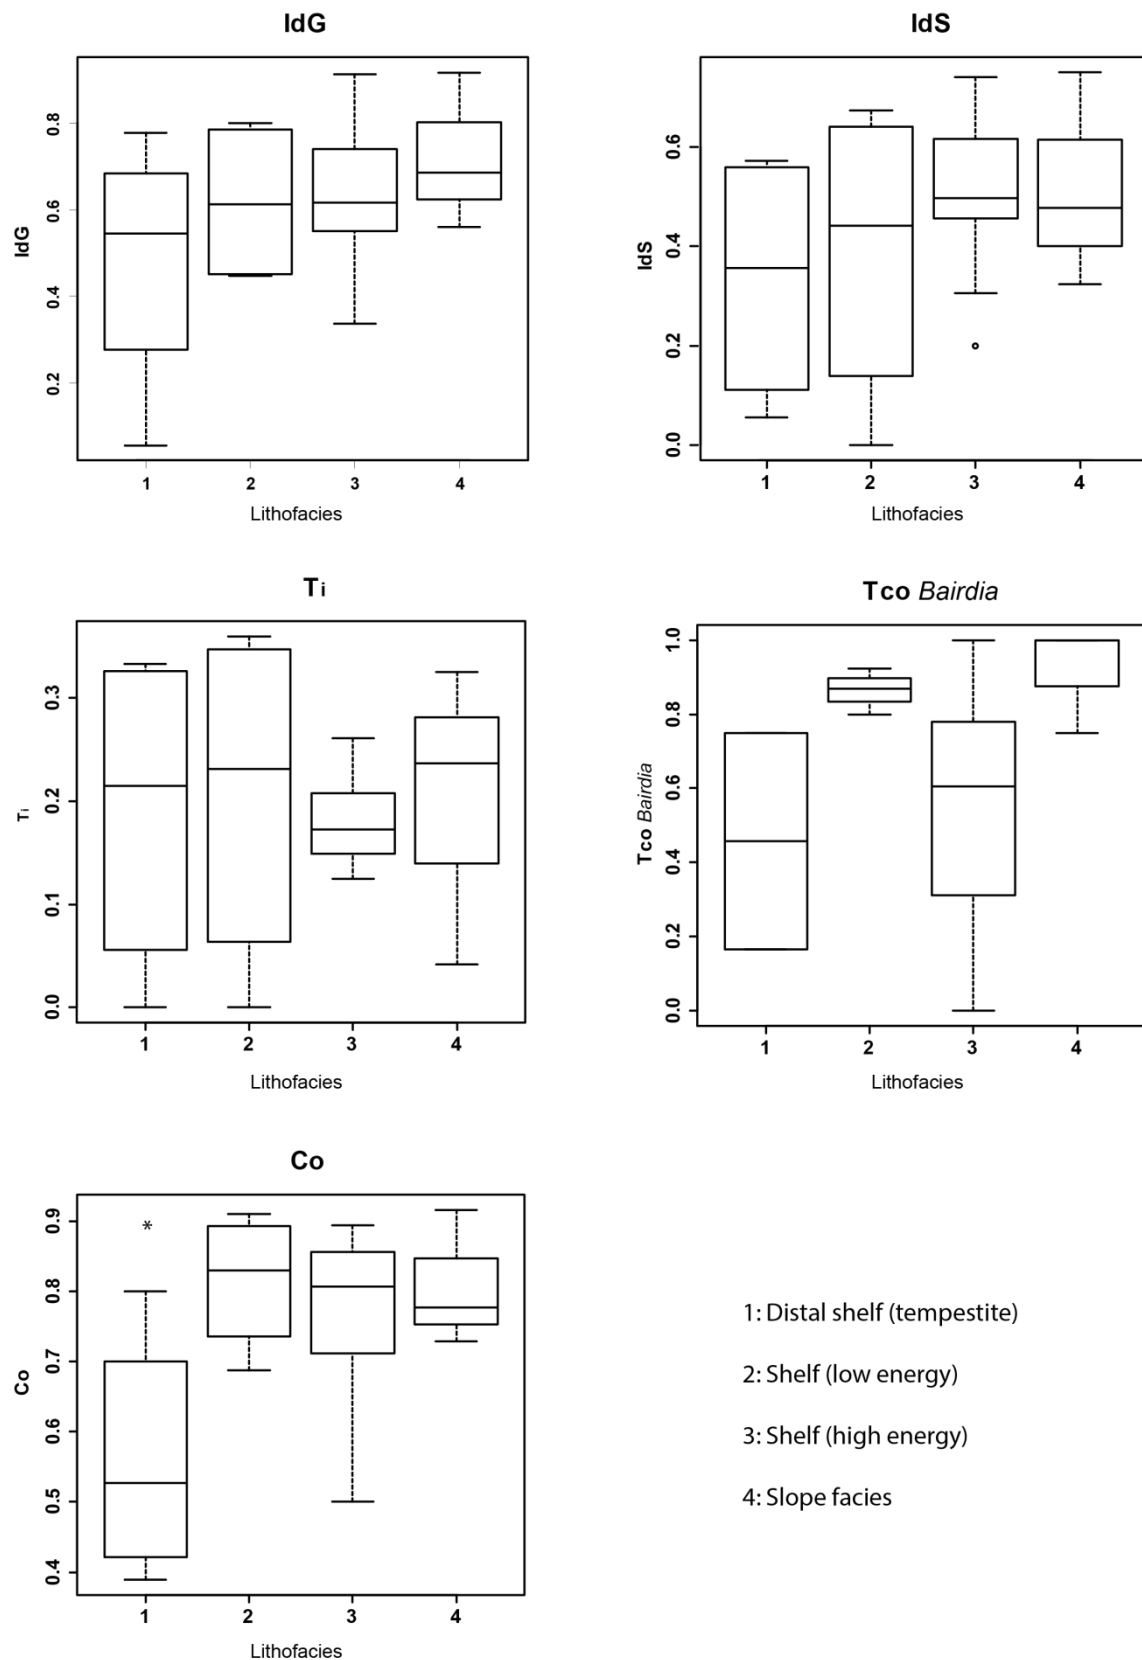 IdG
IdS
IdG
0.8
0.6
0.4
0.2
1 2 3 4
Lithofacies
IdS
0.6
0.4
0.2
0.0
1 2 3 4
Lithofacies
Ti
Tco Bairdia
Ti
0.3
0.2
0.1
0.0
1 2 3 4
Lithofacies
Tco Bairdia
1.0
0.8
0.6
0.4
0.2
0.0
1 2 3 4
Lithofacies
Co
Co
0.9
0.8
0.7
0.6
0.5
0.4
*
1 2 3 4
Lithofacies
1: Distal shelf (tempestite)
2: Shelf (low energy)
3: Shelf (high energy)
4: Slope facies